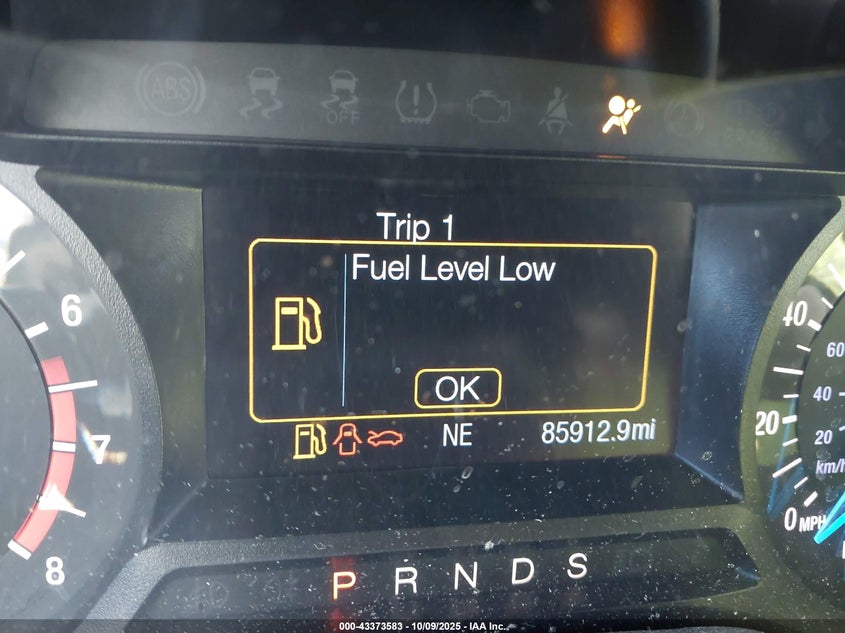 ABS
OFF
Trip 1
Fuel Level Low
OK
NE 85912.9mi
6
7
8
40
20
0 MPH
60
40
20
km/h
P R N D S
000-43373583 - 10/09/2025 - IAA Inc.